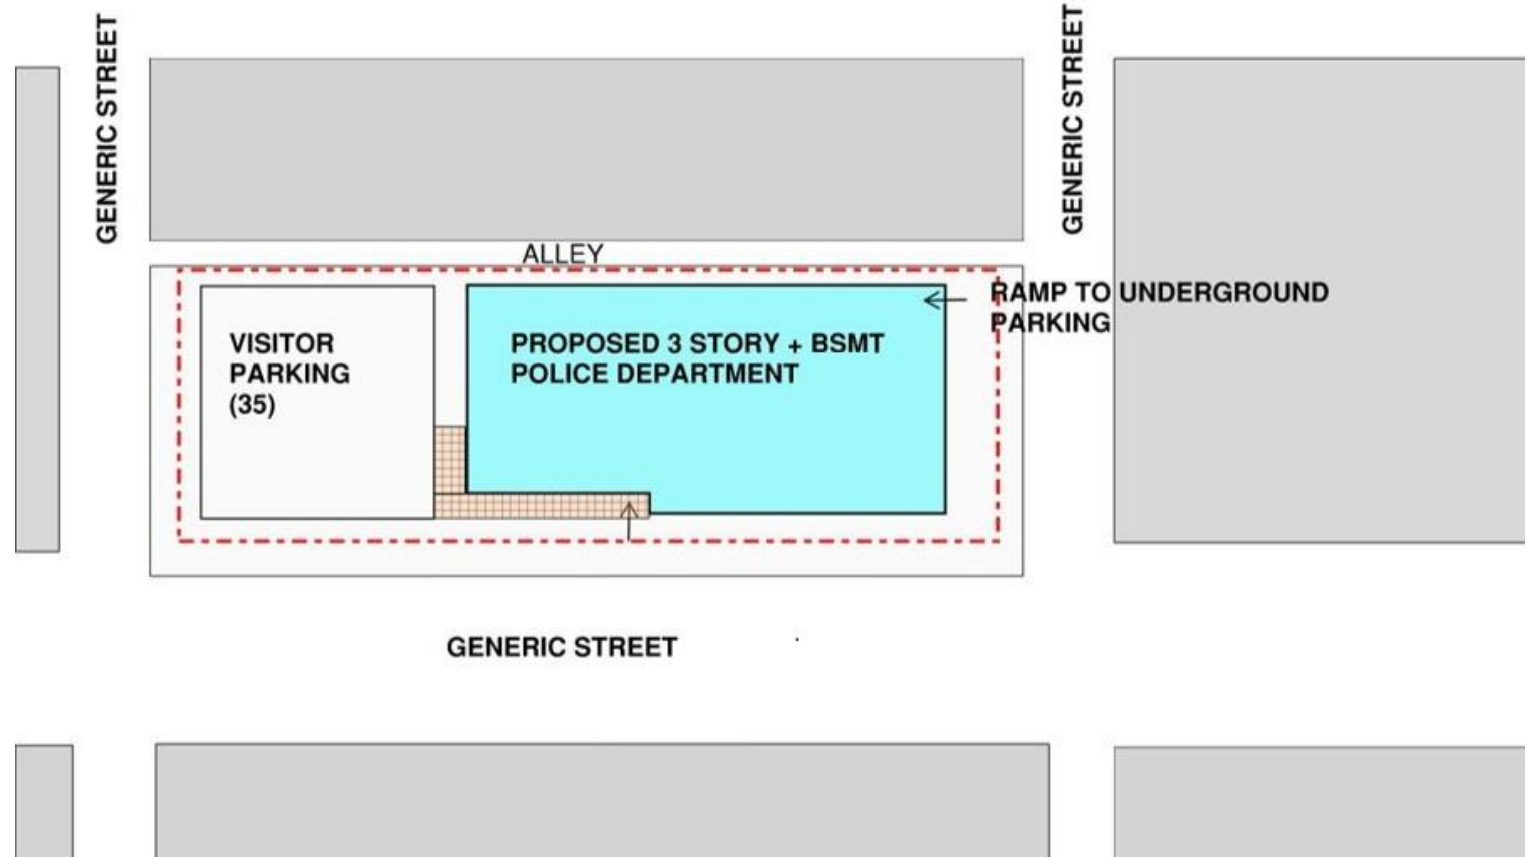 GENERIC STREET
GENERIC STREET
ALLEY
RAMP TO UNDERGROUND
PARKING
VISITOR
PARKING
(35)
PROPOSED 3 STORY + BSMT
POLICE DEPARTMENT
GENERIC STREET